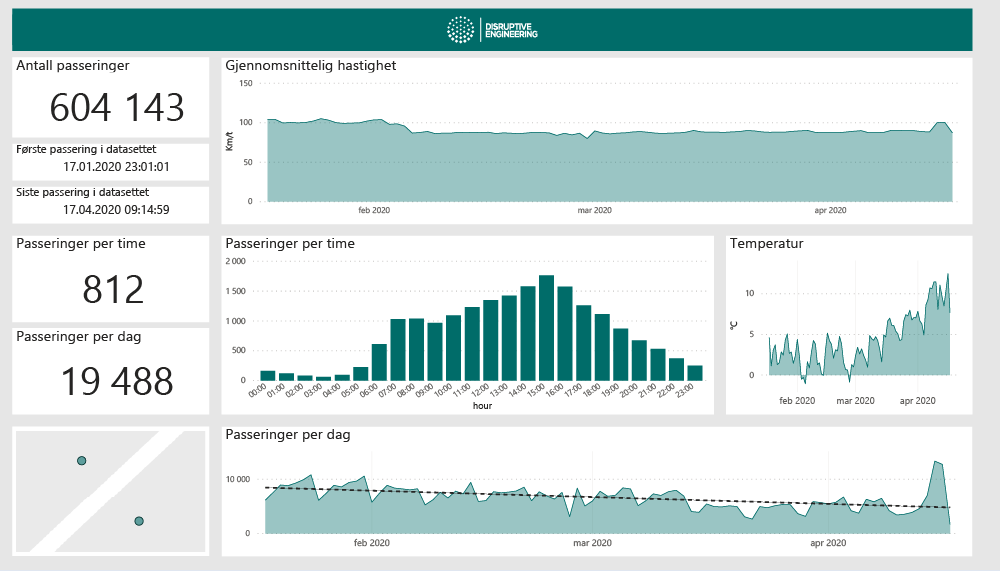 DISRUPTIVE
ENGINEERING
Antall passeringer
604 143
Første passering i datasettet
17.01.2020 23:01:01
Siste passering i datasettet
17.04.2020 09:14:59
Gjennomsnittelig hastighet
Km/t
150
100
50
0
feb 2020
mar 2020
apr 2020
Passeringer per time
812
Passeringer per dag
19 488
Passeringer per time
2 000
1 500
1 000
500
0
00:00
01:00
02:00
03:00
04:00
05:00
06:00
07:00
08:00
09:00
10:00
11:00
12:00
13:00
14:00
15:00
16:00
17:00
18:00
19:00
20:00
21:00
22:00
23:00
hour
Temperatur
°C
10
5
0
feb 2020
mar 2020
apr 2020
Passeringer per dag
10 000
0
feb 2020
mar 2020
apr 2020